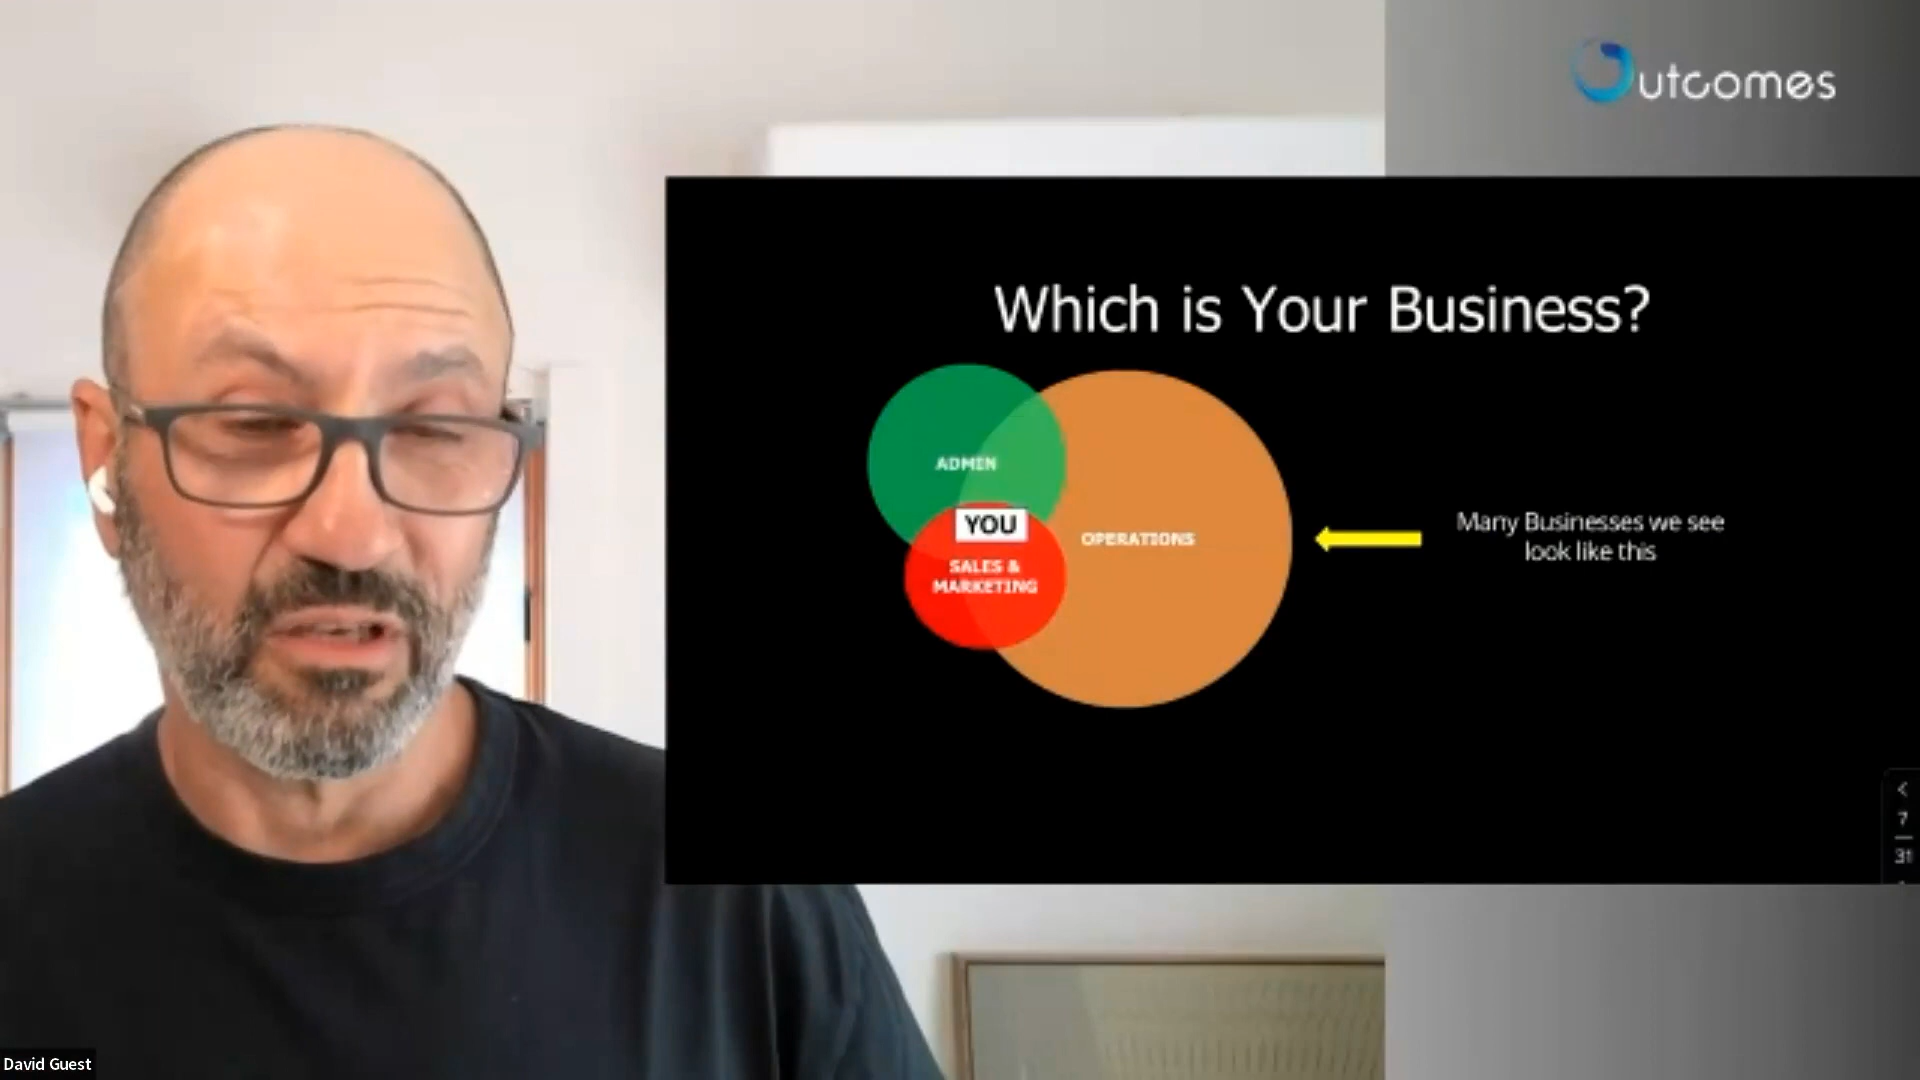 Outcomes
Which is Your Business?
ADMIN
YOU
SALES &
MARKETING
OPERATIONS
Many Businesses we see
look like this
<
7
31
David Guest